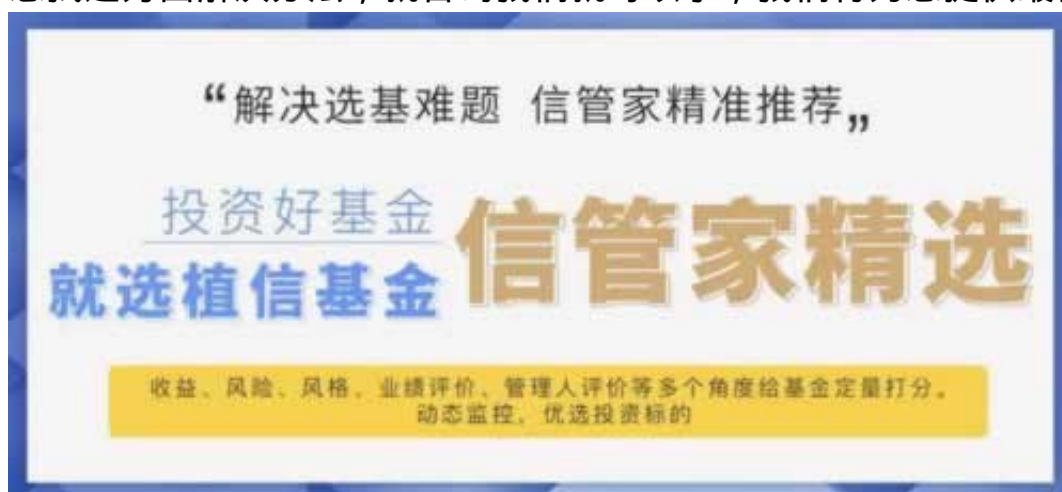 “解决选基难题 信管家精准推荐„
投资好基金
就选植信基金
信管家精选
收益、风险、风格、业绩评价、管理人评价等多个角度给基金定量打分。
动态监控，优选投资标的